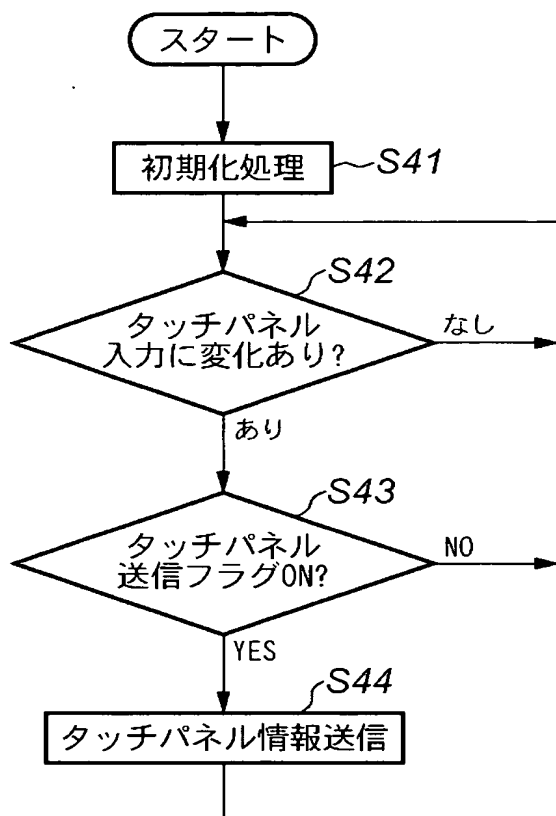 スタート
初期化処理
S41
S42
タッチパネル
入力に変化あり?
なし
あり
S43
タッチパネル
送信フラグON?
NO
YES
S44
タッチパネル情報送信